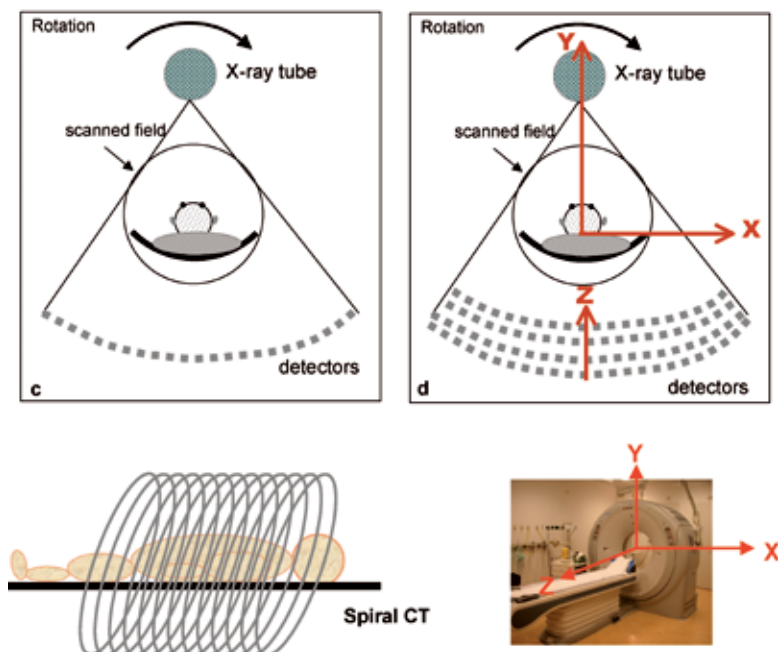 Rotation
X-ray tube
scanned field
detectors
c
Rotation
Y
X-ray tube
scanned field
X
Z
detectors
d
Spiral CT
Y
X
Z